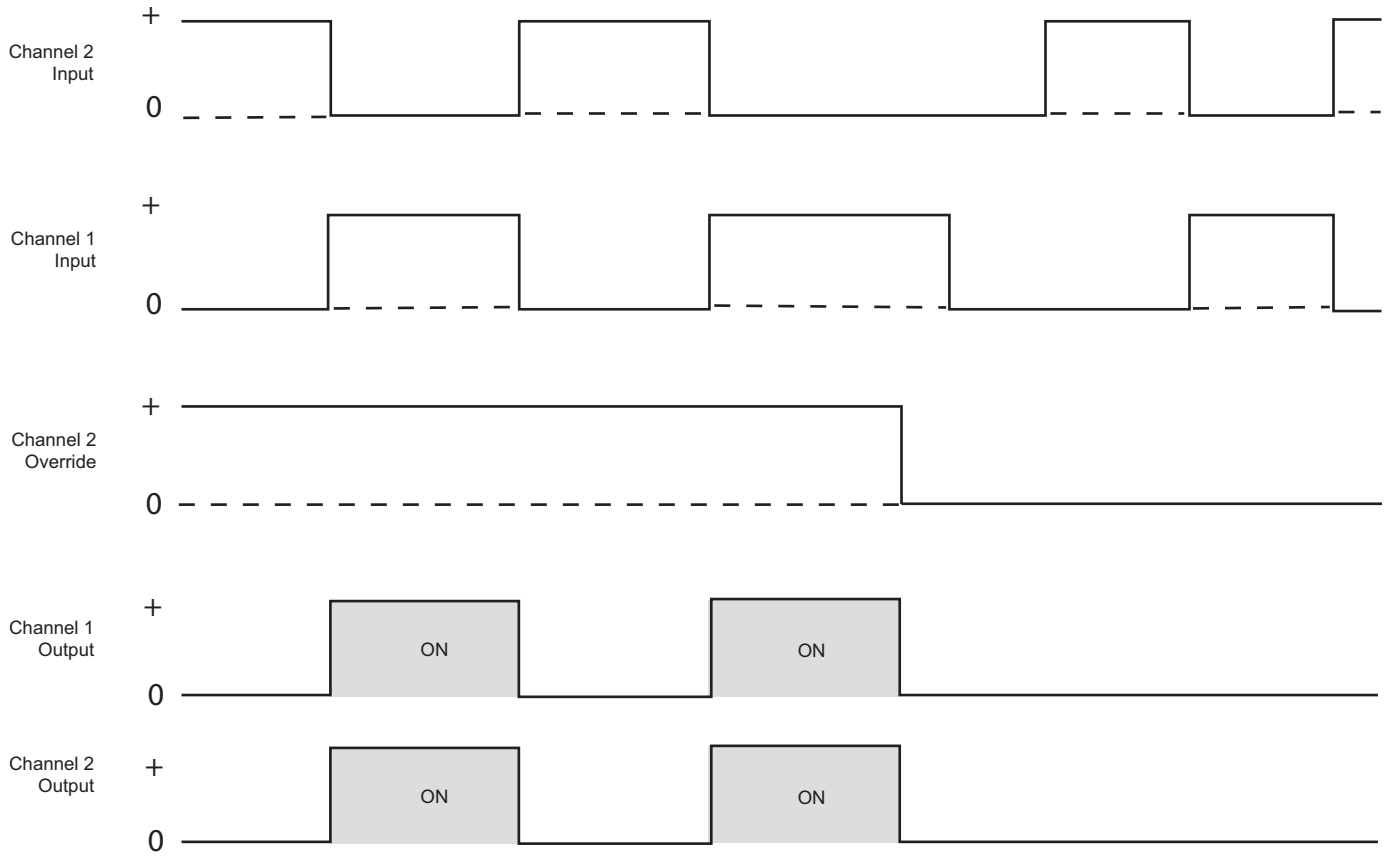 +
Channel 2
Input
0
+
Channel 1
Input
0
+
Channel 2
Override
0
+
Channel 1
Output
ON
ON
0
+
Channel 2
Output
ON
ON
0